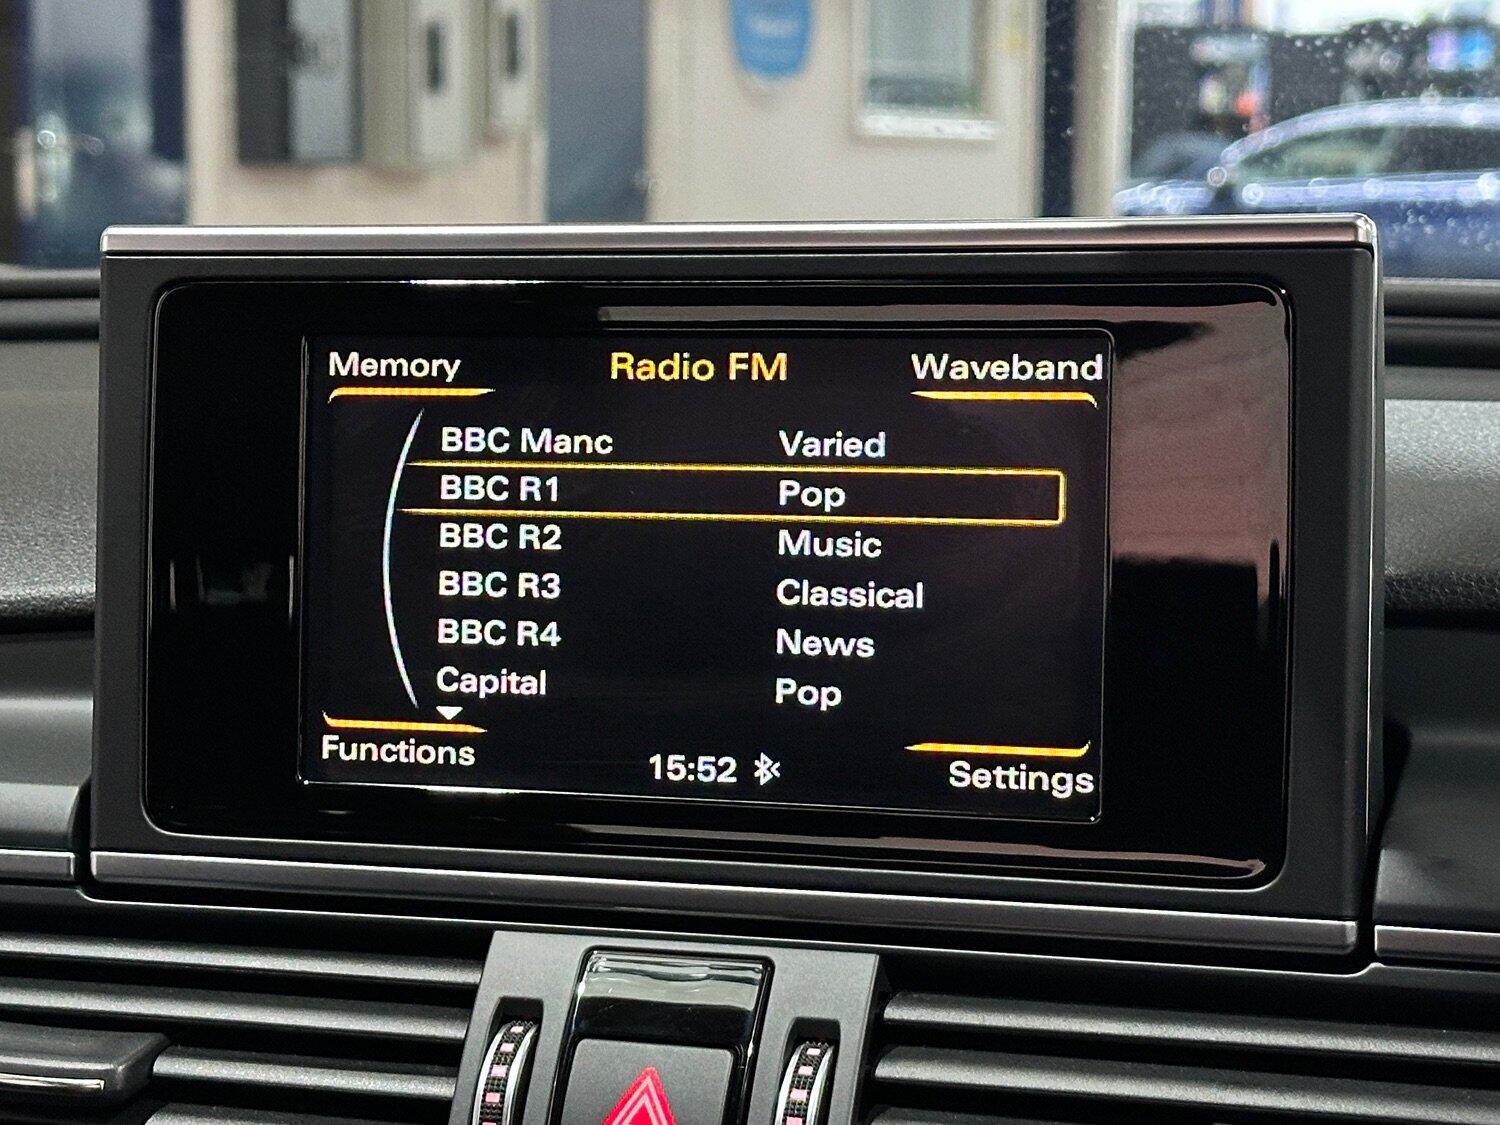 Memory Radio FM Waveband
BBC Manc Varied
BBC R1 Pop
BBC R2 Music
BBC R3 Classical
BBC R4 News
Capital Pop
Functions 15:52 Settings